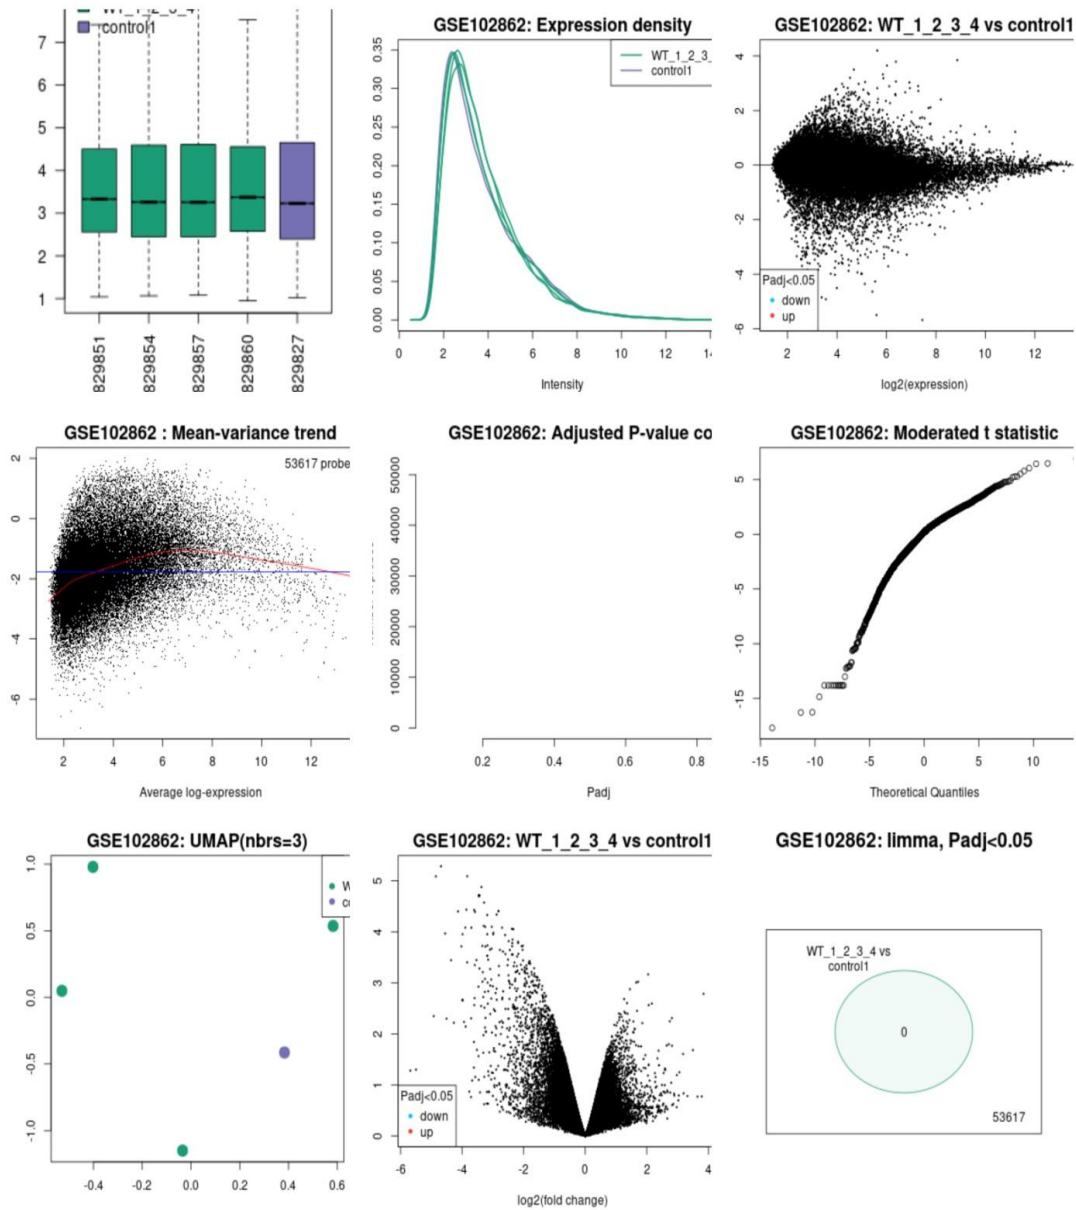 WT_1_2_3_4
control1
7
5
4
3
2
1
829851
829854
829857
829860
829827
GSE102862: Expression density
WT_1_2_3_
control1
0.35
0.30
0.25
0.20
0.15
0.10
0.05
0.00
0 2 4 6 8 10 12 14
Intensity
GSE102862: WT_1_2_3_4 vs control1
4
2
0
-2
-4
-6
Padj<0.05
down
up
2 4 6 8 10 12
log2(expression)
GSE102862 : Mean-variance trend
53617 probe
2
0
-2
-4
-6
2 4 6 8 10 12
Average log-expression
GSE102862: Adjusted P-value co
50000
40000
30000
20000
10000
0
0.2 0.4 0.6 0.8
Padj
GSE102862: Moderated t statistic
5
0
-5
-10
-15
-15 -10 -5 0 5 10
Theoretical Quantiles
GSE102862: UMAP(nbrs=3)
W
co
1.0
0.5
0.0
-0.5
-1.0
-0.4 -0.2 0.0 0.2 0.4 0.6
GSE102862: WT_1_2_3_4 vs control1
5
4
3
2
1
0
Padj<0.05
down
up
-6 -4 -2 0 2 4
log2(fold change)
GSE102862: limma, Padj<0.05
WT_1_2_3_4 vs
control1
0
53617